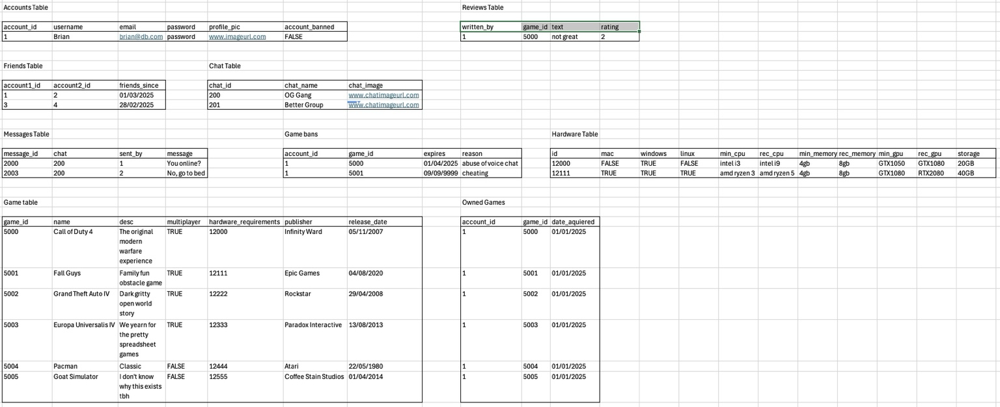 Accounts Table Reviews Table
account_id username email password profile_pic account_banned written_by game_id text rating
1 Brian brian@db.com password www.imageurl.com FALSE 1 5000 not great 2
Friends Table Chat Table
account1_id account2_id friends_since chat_id chat_name chat_image
1 2 01/03/2025 200 OG Gang www.chatimageurl.com
3 4 28/02/2025 201 Better Group www.chatimageurl.com
Messages Table Game bans Hardware Table
message_id chat sent_by message account_id game_id expires reason id mac windows linux min_cpu rec_cpu min_memory rec_memory min_gpu rec_gpu storage
2000 200 1 You online? 1 5000 01/04/2025 abuse of voice chat 12000 FALSE TRUE FALSE intel i3 intel i9 4gb 8gb GTX1050 GTX1080 20GB
2003 200 2 No, go to bed 1 5001 09/09/9999 cheating 12111 TRUE TRUE TRUE amd ryzen 3 amd ryzen 5 4gb 8gb GTX1080 RTX2080 40GB
Game table Owned Games
game_id name desc multiplayer hardware_requirements publisher release_date account_id game_id date_aquiered
5000 Call of Duty 4 The original TRUE 12000 Infinity Ward 05/11/2007 1 5000 01/01/2025
modern
warfare
experience
5001 Fall Guys Family fun TRUE 12111 Epic Games 04/08/2020 1 5001 01/01/2025
obstacle game
5002 Grand Theft Auto IV Dark gritty TRUE 12222 Rockstar 29/04/2008 1 5002 01/01/2025
open world
story
5003 Europa Universalis IV We yearn for TRUE 12333 Paradox Interactive 13/08/2013 1 5003 01/01/2025
the pretty
spreadsheet
games
5004 Pacman Classic FALSE 12444 Atari 22/05/1980 1 5004 01/01/2025
5005 Goat Simulator I don't know FALSE 12555 Coffee Stain Studios 01/04/2014 1 5005 01/01/2025
why this exists
tbh